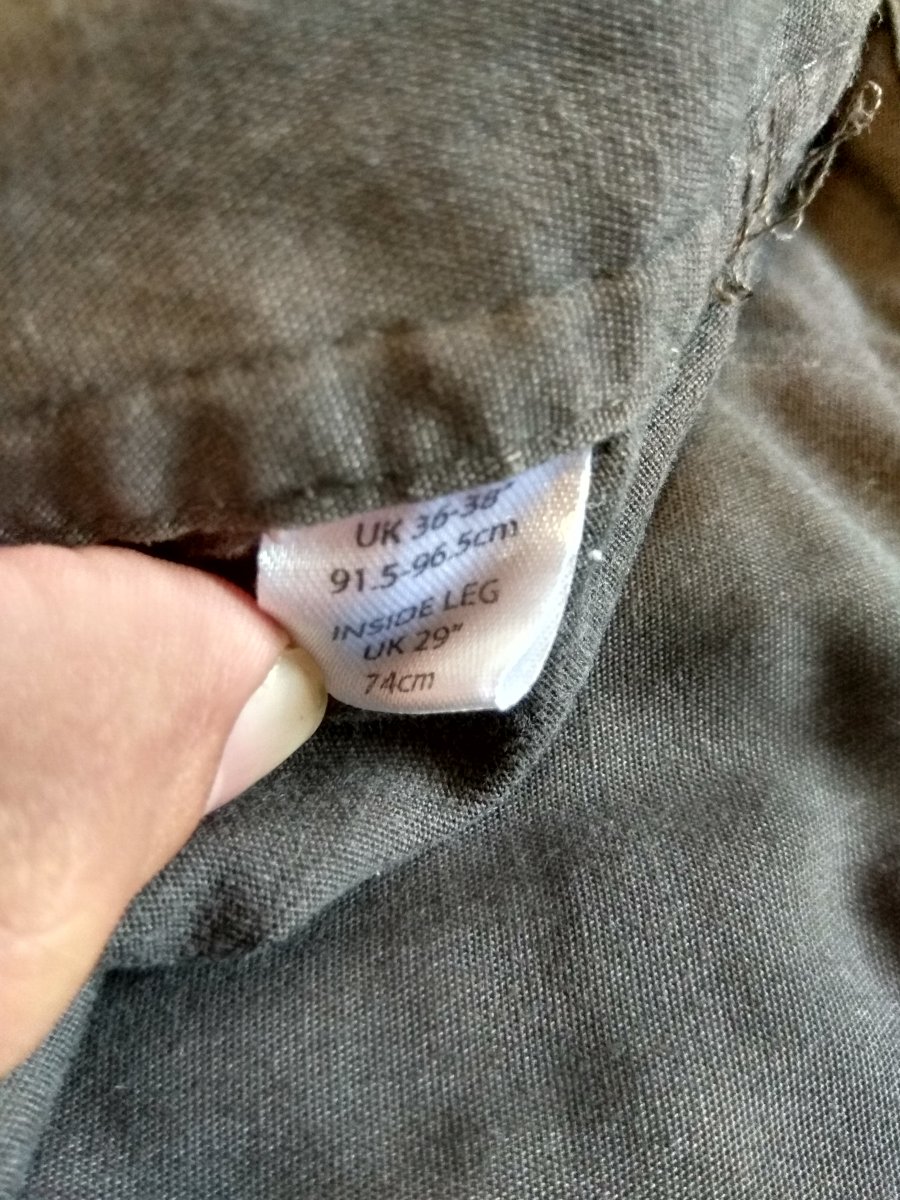 UK 36-38"
91.5-96.5cm
INSIDE LEG
UK 29"
74cm